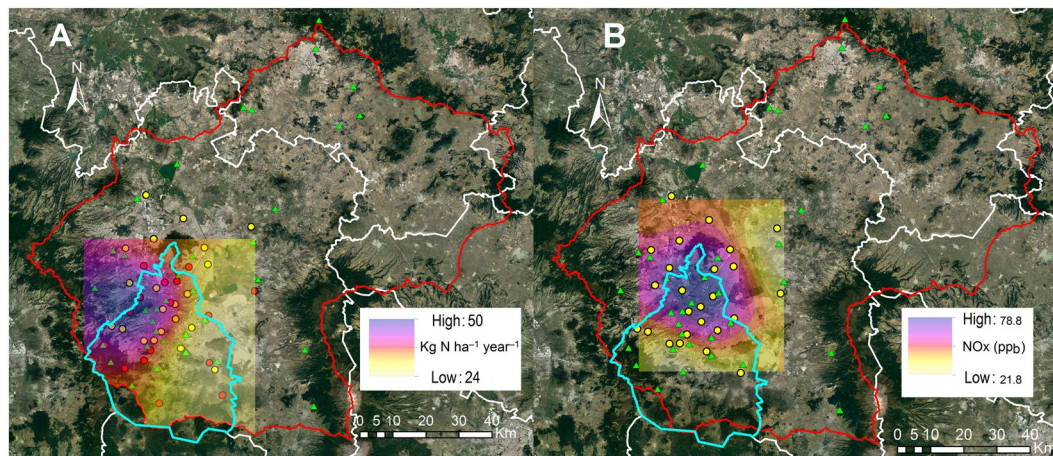 A
N
High: 50
Kg N ha⁻¹ year⁻¹
Low: 24
0 5 10 20 30 40
Km
B
N
High: 78.8
NOx (ppb)
Low: 21.8
0 5 10 20 30 40
Km